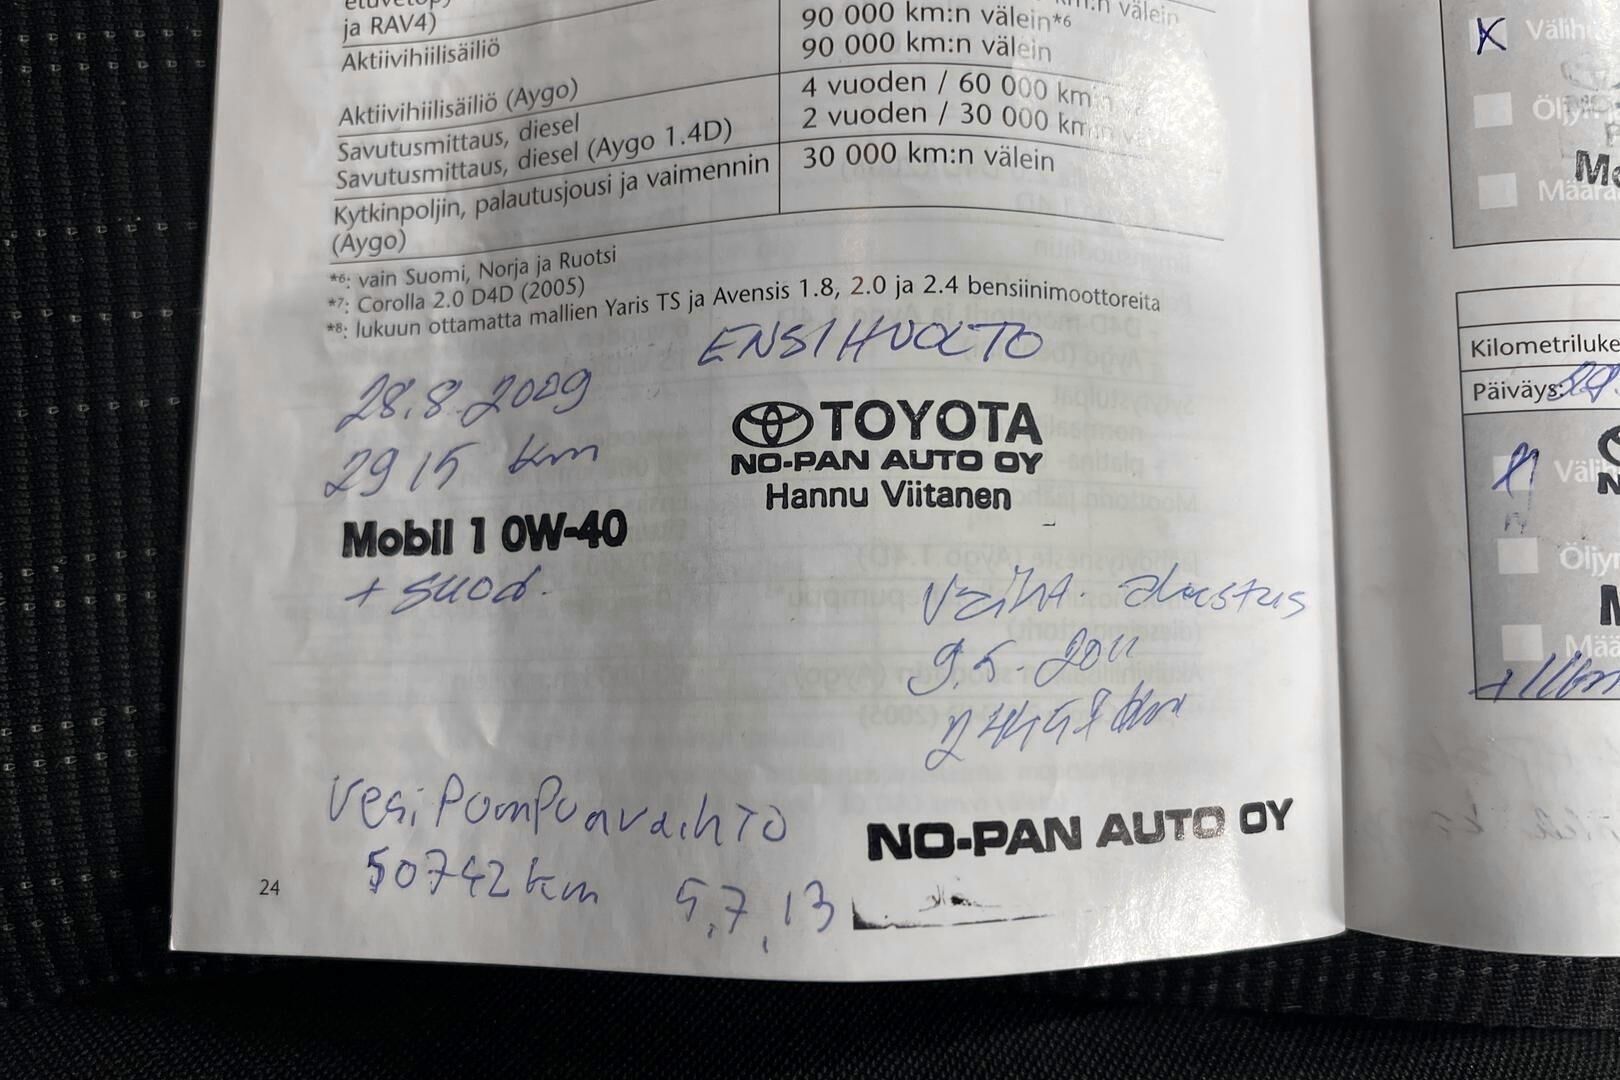 ja RAV4)
90 000 km:n välein*6
Aktiivihiilisäiliö
90 000 km:n välein
Aktiivihiilisäiliö (Aygo)
4 vuoden / 60 000 km:n
Savutusmittaus, diesel
2 vuoden / 30 000 km:n
Savutusmittaus, diesel (Aygo 1.4D)
30 000 km:n välein
Kytkinpoljin, palautusjousi ja vaimennin
(Aygo)
*6: vain Suomi, Norja ja Ruotsi
*7: Corolla 2.0 D4D (2005)
*8: lukuun ottamatta mallien Yaris TS ja Avensis 1.8, 2.0 ja 2.4 bensiinimoottoreita
ENSIHUOLTO
28.8.2009
2915 km
TOYOTA
NO-PAN AUTO OY
Hannu Viitanen
Mobil 1 0W-40
+ suod.
9.5.2011
Vesipompunvaihto
50742 km 5,7,13
NO-PAN AUTO OY
24
Kilometriluke
Päiväys: